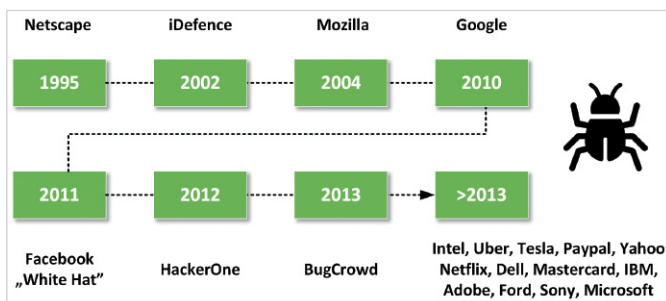 Netscape iDefence Mozilla Google
1995 2002 2004 2010
2011 2012 2013 >2013
Facebook
„White Hat"
HackerOne
BugCrowd
Intel, Uber, Tesla, Paypal, Yahoo
Netflix, Dell, Mastercard, IBM,
Adobe, Ford, Sony, Microsoft